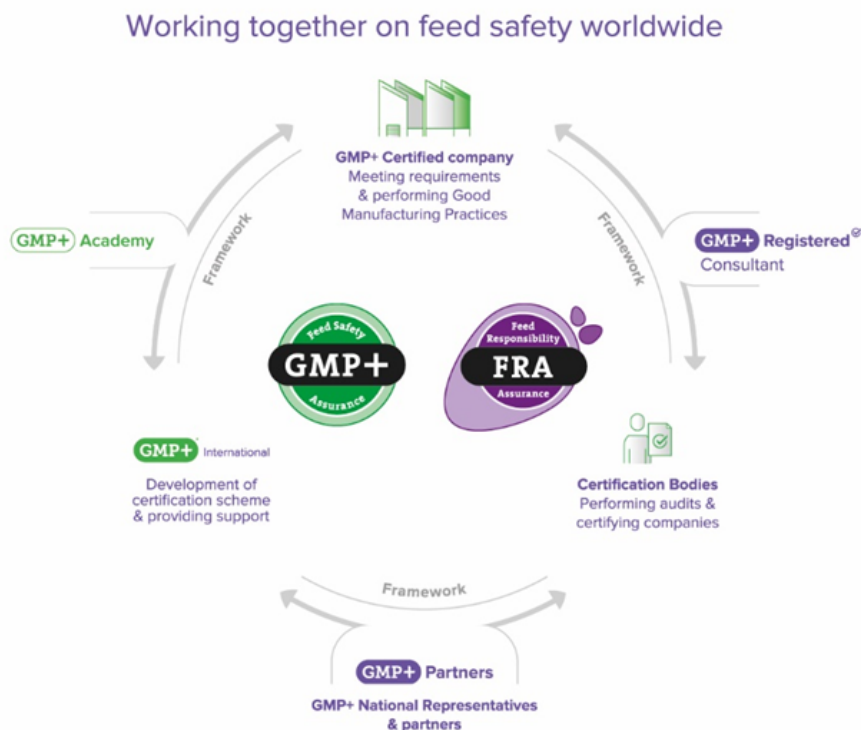 Working together on feed safety worldwide
GMP+ Certified company
Meeting requirements
& performing Good
Manufacturing Practices
GMP+ Academy
Framework
Framework
GMP+ Registered
Consultant
Feed Safety
GMP+
Assurance
Feed
Responsibility
FRA
Assurance
GMP+ International
Development of
certification scheme
& providing support
Certification Bodies
Performing audits &
certifying companies
Framework
GMP+ Partners
GMP+ National Representatives
& partners